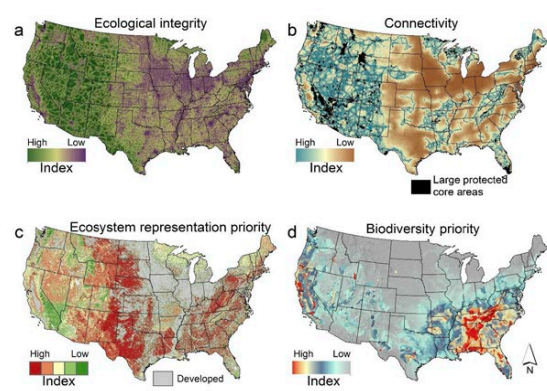 a Ecological integrity
High Low
Index
b Connectivity
High Low
Index
Large protected
core areas
c Ecosystem representation priority
High Low
Index
Developed
d Biodiversity priority
High Low
Index
N